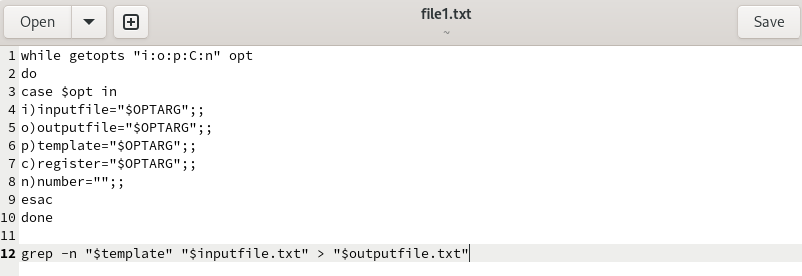 Open
file1.txt
~
Save
1 while getopts "i:o:p:C:n" opt
2 do
3 case $opt in
4 i)inputfile="$OPTARG";;
5 o)outputfile="$OPTARG";;
6 p)template="$OPTARG";;
7 c)register="$OPTARG";;
8 n)number="";;
9 esac
10 done
11
12 grep -n "$template" "$inputfile.txt" > "$outputfile.txt"